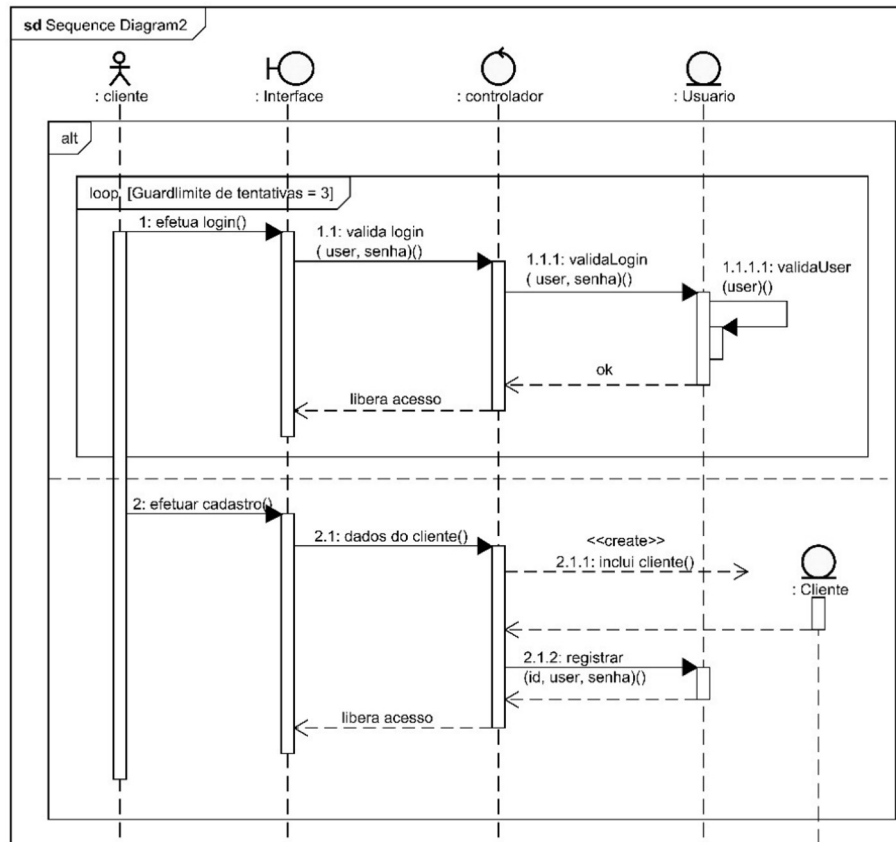 sd Sequence Diagram2
: cliente
: Interface
: controlador
: Usuario
alt
loop [Guardlimite de tentativas = 3]
1: efetua login()
1.1: valida login
( user, senha)()
1.1.1: validaLogin
( user, senha)()
1.1.1.1: validaUser
(user)()
ok
libera acesso
2: efetuar cadastro()
2.1: dados do cliente()
<<create>>
2.1.1: inclui cliente()
: Cliente
2.1.2: registrar
(id, user, senha)()
libera acesso